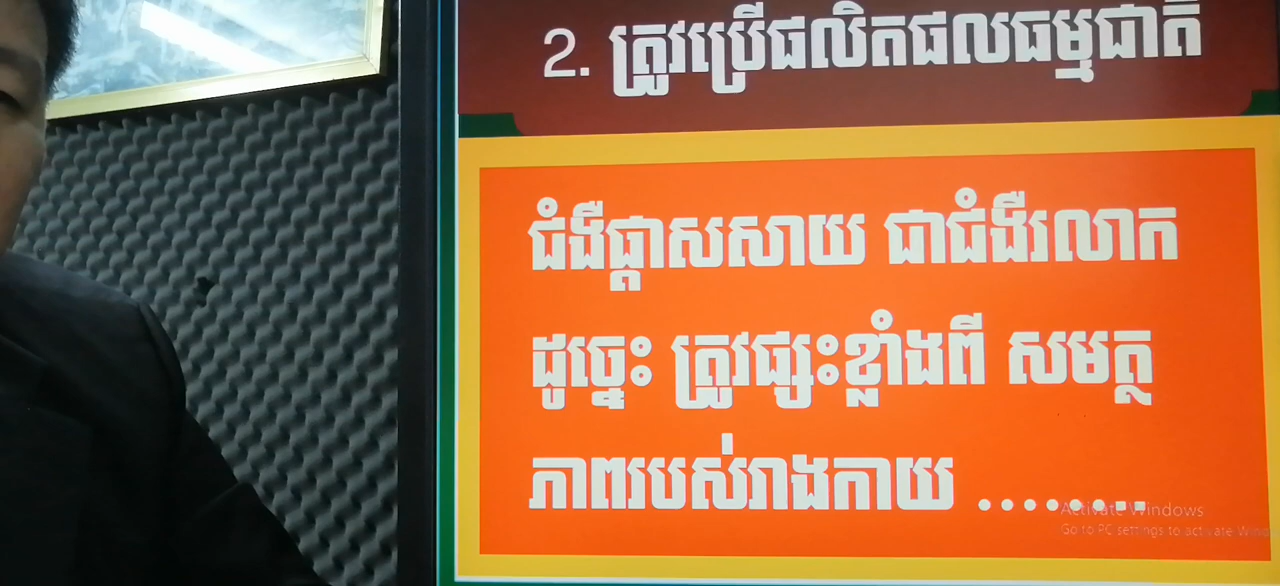 2. ត្រូវប្រើផលិតផលធម្មជាតិ
ជំងឺផ្តាសសាយ ជាជំងឺរលាក
ដូច្នេះ ត្រូវផ្សះខ្លាំងពី សមត្ថ
ភាពរបស់រាងកាយ ........
Activate Windows
Go to PC settings to activate Wind